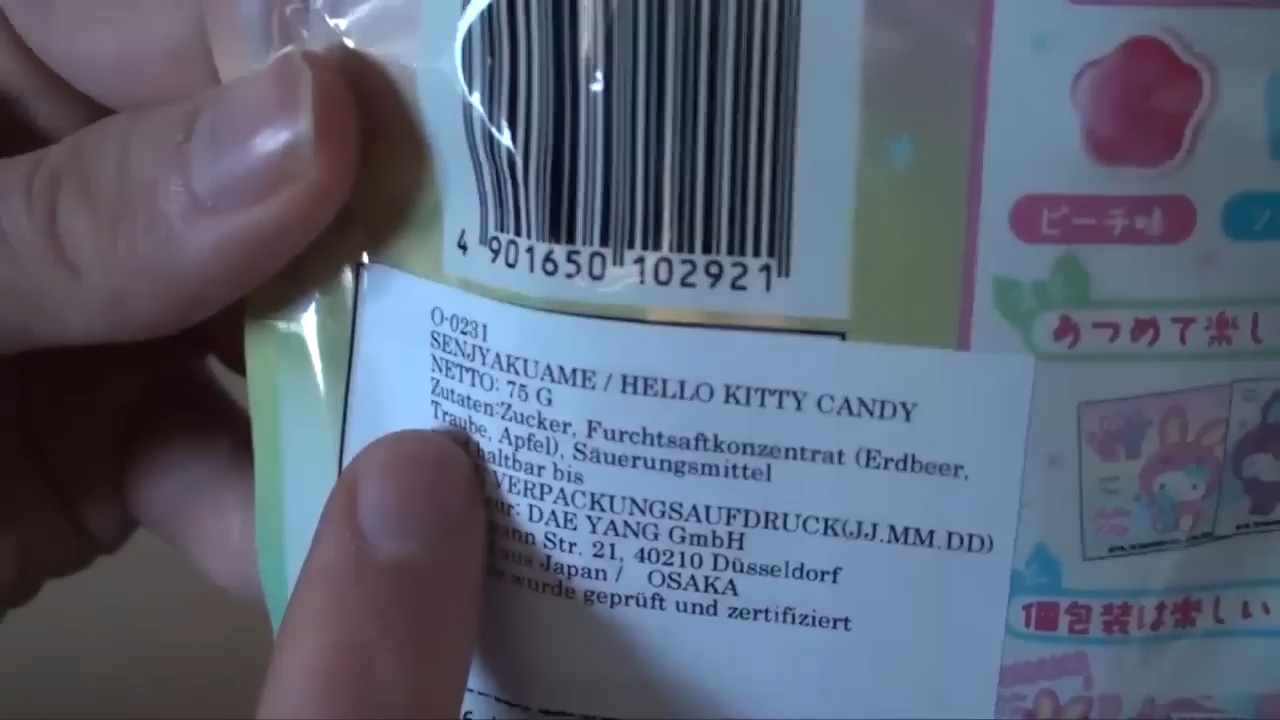 4 901650 102921
ピーチ味
O-0231
SENJYAKUAME / HELLO KITTY CANDY
NETTO: 75 G
Zutaten:Zucker, Furchtsaftkonzentrat (Erdbeer,
Traube, Apfel), Säuerungsmittel
haltbar bis
VERPACKUNGSAUFDRUCK(JJ.MM.DD)
DAE YANG GmbH
Str. 21, 40210 Düsseldorf
aus Japan / OSAKA
wurde geprüft und zertifiziert
あつめて楽し
個包装は楽しい